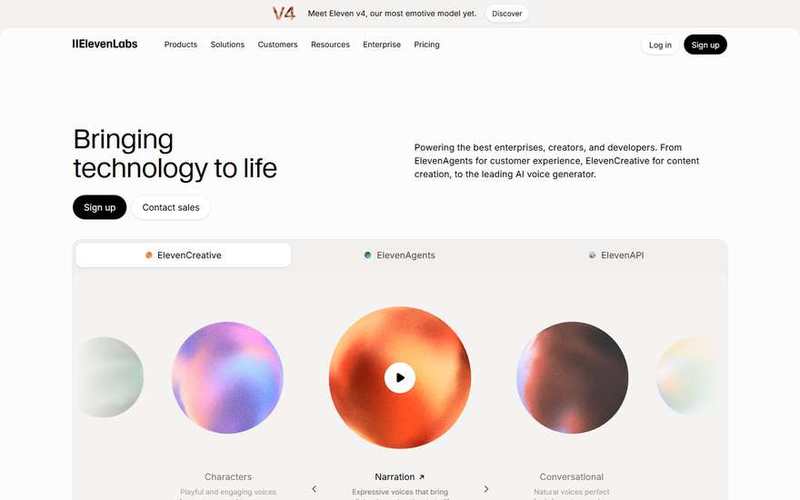 V4 Meet Eleven v4, our most emotive model yet. Discover
IIElevenLabs Products Solutions Customers Resources Enterprise Pricing Log in Sign up
Bringing
technology to life
Powering the best enterprises, creators, and developers. From
ElevenAgents for customer experience, ElevenCreative for content
creation, to the leading AI voice generator.
Sign up Contact sales
ElevenCreative ElevenAgents ElevenAPI
Characters Narration Conversational
Playful and engaging voices Expressive voices that bring Natural voices perfect